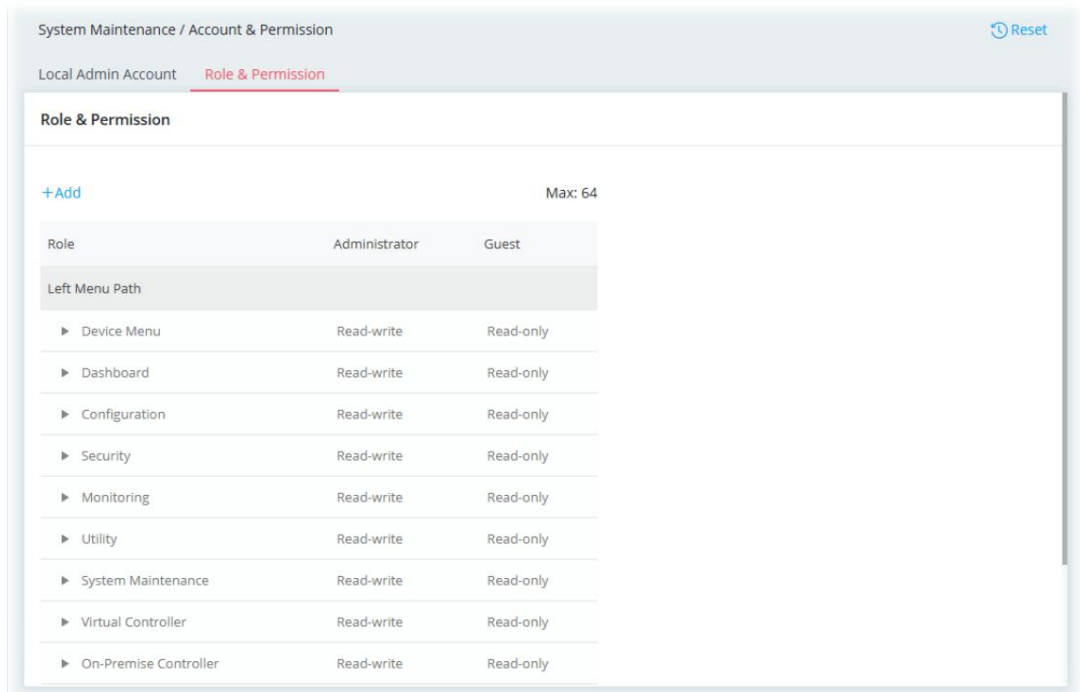 System Maintenance / Account & Permission Reset
Local Admin Account Role & Permission
Role & Permission
+Add Max: 64
Role Administrator Guest
Left Menu Path
Device Menu Read-write Read-only
Dashboard Read-write Read-only
Configuration Read-write Read-only
Security Read-write Read-only
Monitoring Read-write Read-only
Utility Read-write Read-only
System Maintenance Read-write Read-only
Virtual Controller Read-write Read-only
On-Premise Controller Read-write Read-only